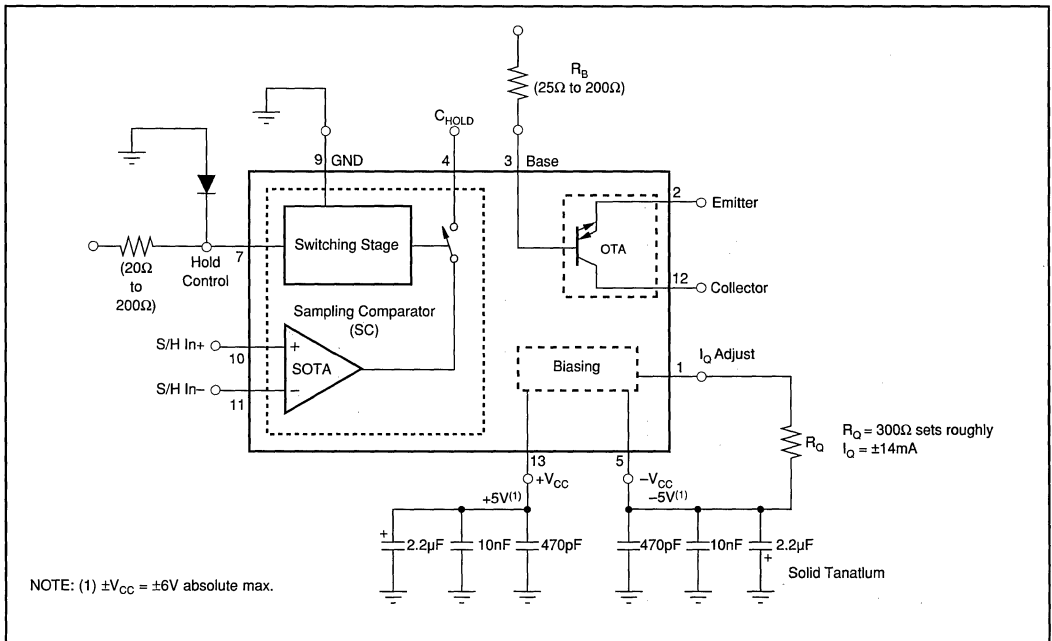 R_B
(25Ω to 200Ω)
C_HOLD
9 GND
4
3 Base
2
Emitter
Switching Stage
OTA
7
Hold
Control
(20Ω
to
200Ω)
12
Collector
Sampling Comparator
(SC)
S/H In+
10
+
SOTA
S/H In–
11
–
Biasing
I_Q Adjust
1
R_Q
R_Q = 300Ω sets roughly
I_Q = ±14mA
13
5
+V_CC
–V_CC
+5V(1)
–5V(1)
+
2.2µF
10nF
470pF
470pF
10nF
2.2µF
+
Solid Tanatlum
NOTE: (1) ±V_CC = ±6V absolute max.